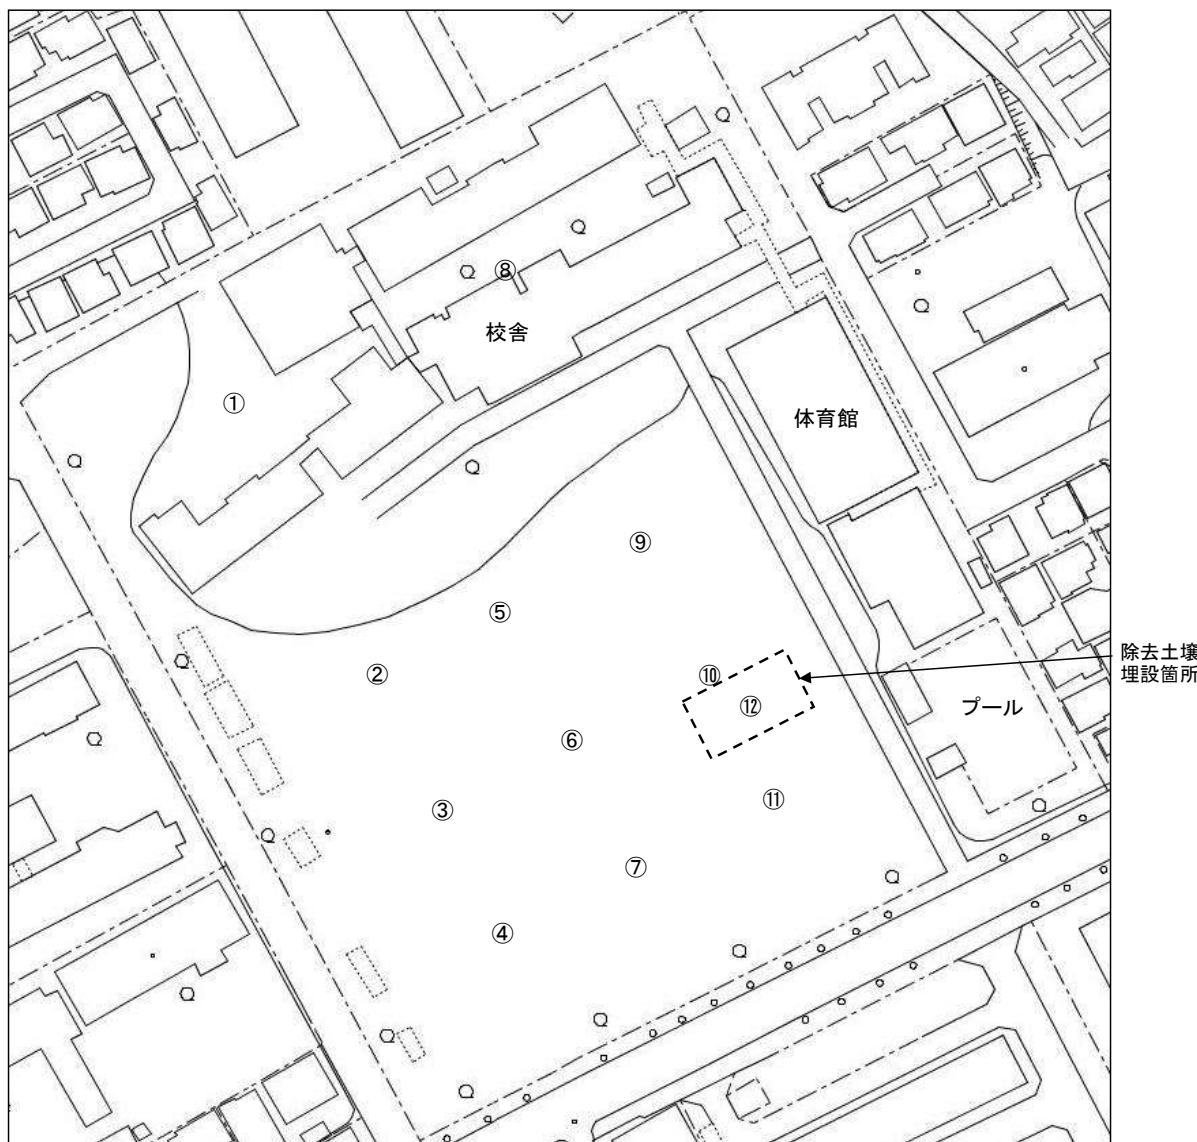 ⑧
校舎
①
体育館
⑨
⑤
除去土壌
埋設箇所
②
⑩
⑫
プール
⑥
⑪
③
⑦
④